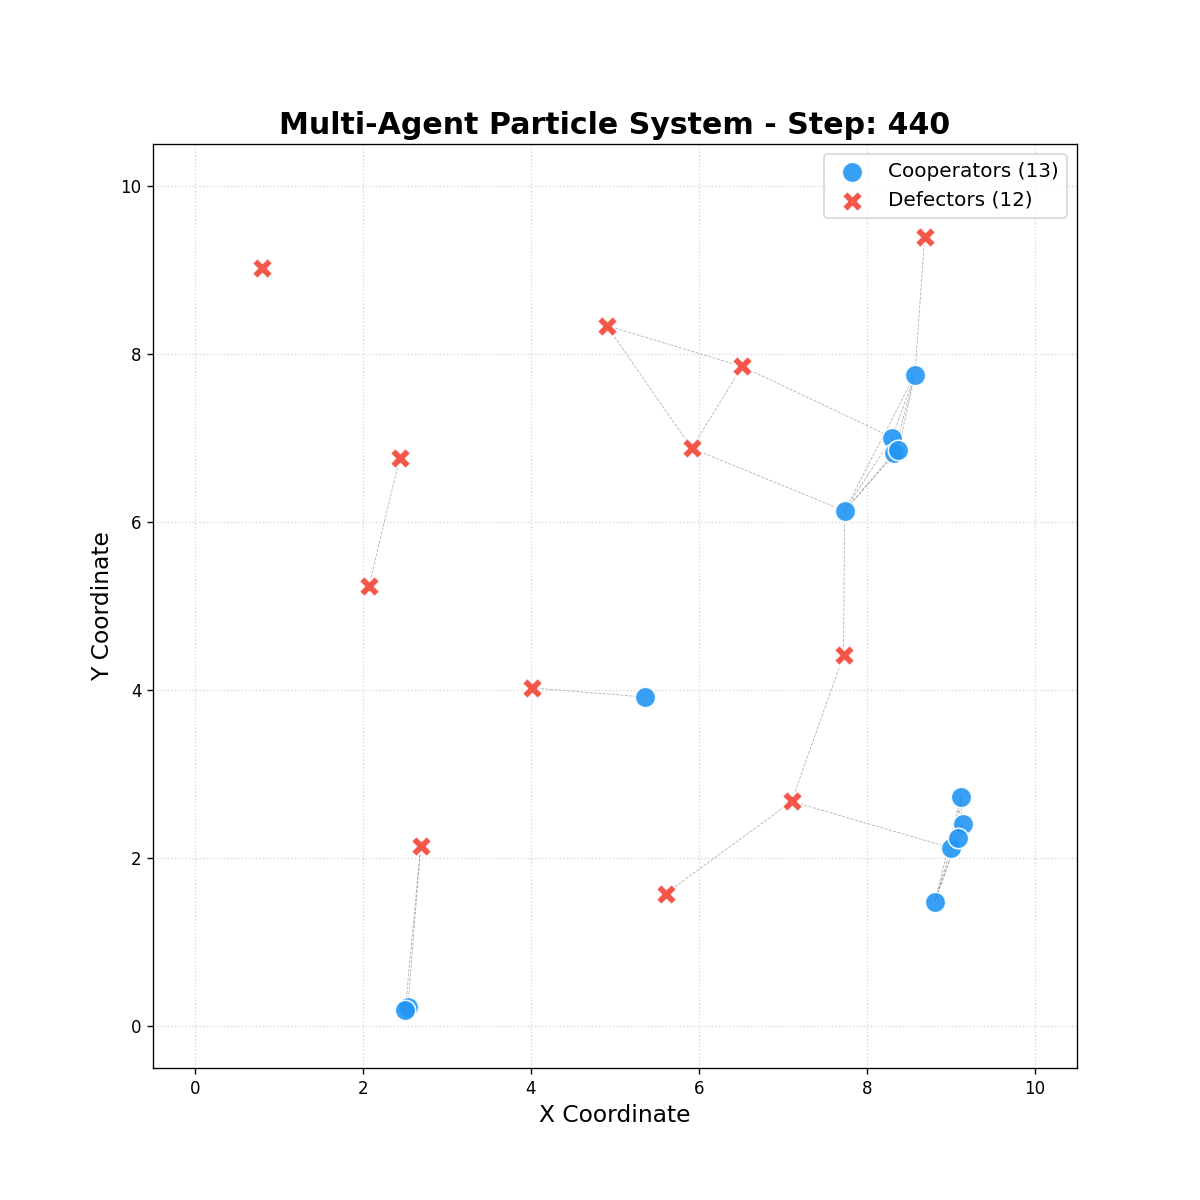 Multi-Agent Particle System - Step: 440
Cooperators (13)
Defectors (12)
10
8
6
4
2
0
Y Coordinate
0 2 4 6 8 10
X Coordinate